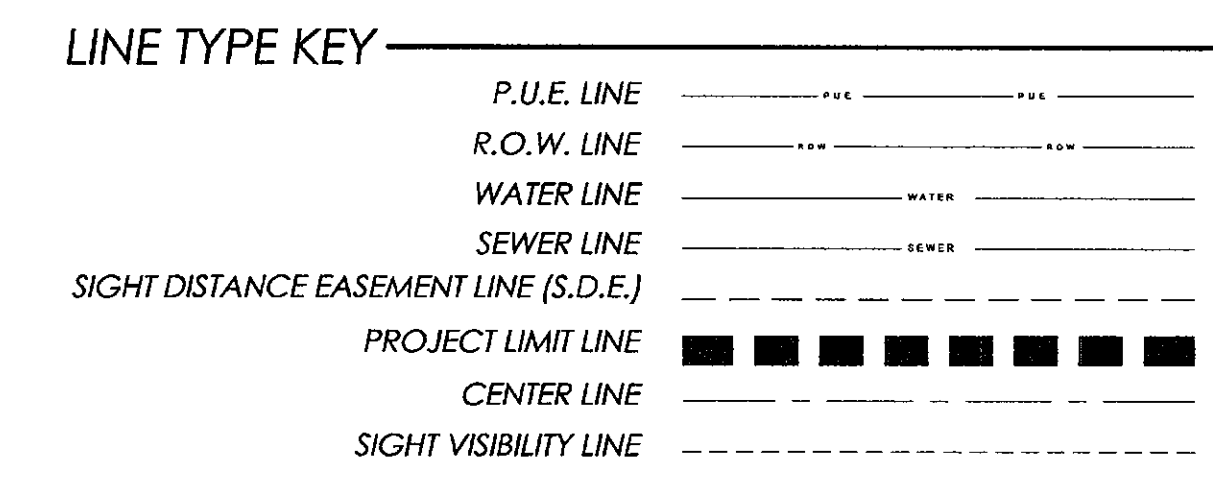 LINE TYPE KEY
P.U.E. LINE PUE PUE
R.O.W. LINE ROW ROW
WATER LINE WATER
SEWER LINE SEWER
SIGHT DISTANCE EASEMENT LINE (S.D.E.)
PROJECT LIMIT LINE
CENTER LINE
SIGHT VISIBILITY LINE